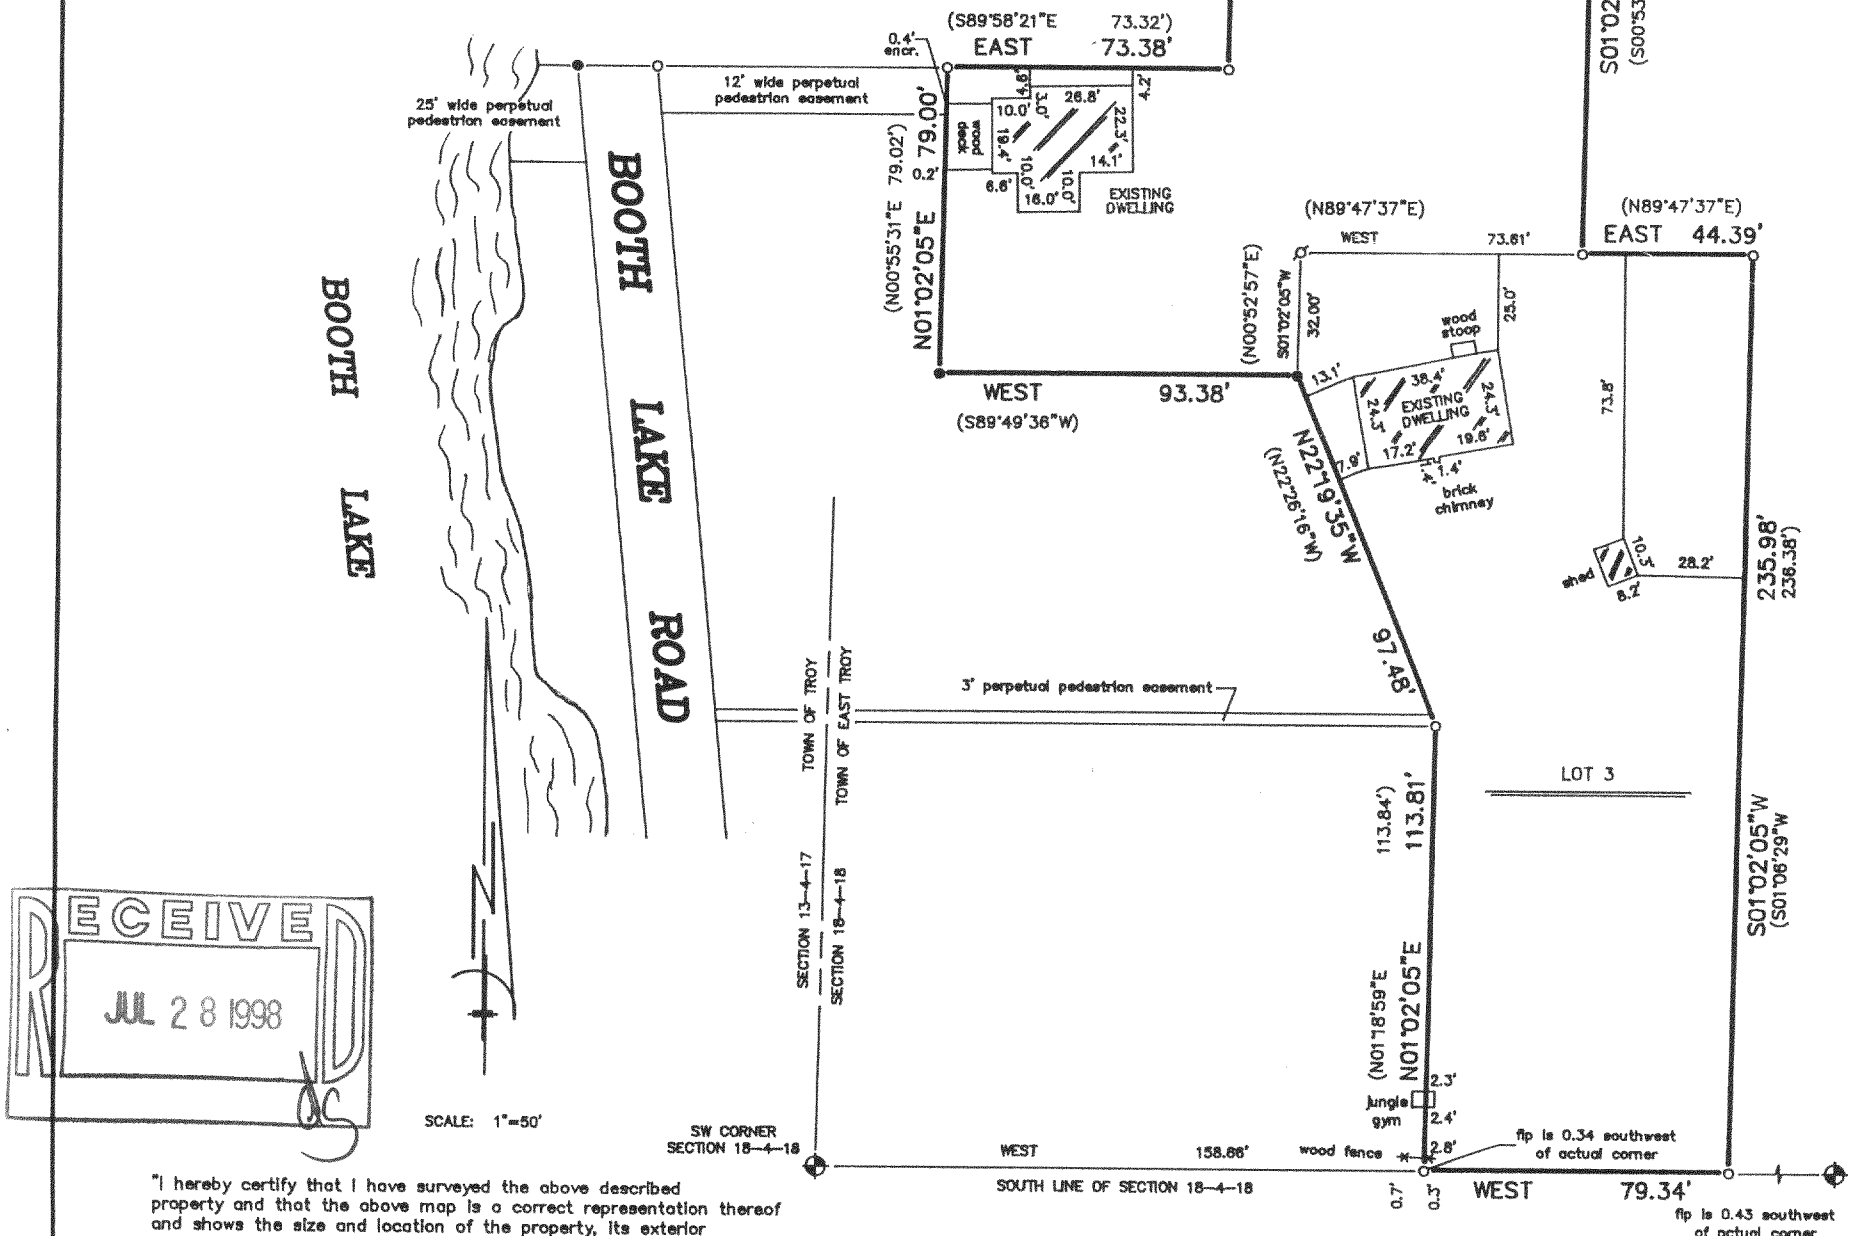 (S89°58'21"E 73.32')
EAST 73.38'
0.4'
encr.
12' wide perpetual
pedestrian easement
25' wide perpetual
pedestrian easement
4.8'
4.2'
10.0'
3.0'
26.8'
22.3'
19.4'
wood
deck
14.1'
0.2'
6.6'
10.0'
16.0'
10.0'
EXISTING
DWELLING
(N00°55'31"E 79.02')
N01°02'05"E 79.00'
BOOTH LAKE ROAD
BOOTH LAKE
S01°02
(S00°53
(N89°47'37"E)
WEST 73.61'
(N89°47'37"E)
EAST 44.39'
(N00°52'57"E)
S01°02'05"W
32.00'
25.0'
wood
stoop
13.1'
38.4'
24.3'
EXISTING
DWELLING
24.3'
17.2'
19.6'
7.9'
1.4'
1.4'
brick
chimney
WEST 93.38'
(S89°49'36"W)
N22°19'35"W 97.48'
(N22°26'16"W)
73.8'
shed
10.3'
8.2'
28.2'
235.98'
236.38')
S01°02'05"W
(S01°06'29"W
3' perpetual pedestrian easement
TOWN OF TROY
TOWN OF EAST TROY
SECTION 13-4-17
SECTION 18-4-18
LOT 3
113.84')
113.81'
(N01°18'59"E
N01°02'05"E
2.3'
jungle
gym
2.4'
wood fence
2.8'
fip is 0.34 southwest
of actual corner
RECEIVED
JUL 28 1998
N
SCALE: 1"=50'
SW CORNER
SECTION 18-4-18
WEST 158.86'
SOUTH LINE OF SECTION 18-4-18
0.7'
0.3'
WEST 79.34'
fip is 0.43 southwest
of actual corner
"I hereby certify that I have surveyed the above described
property and that the above map is a correct representation thereof
and shows the size and location of the property, its exterior